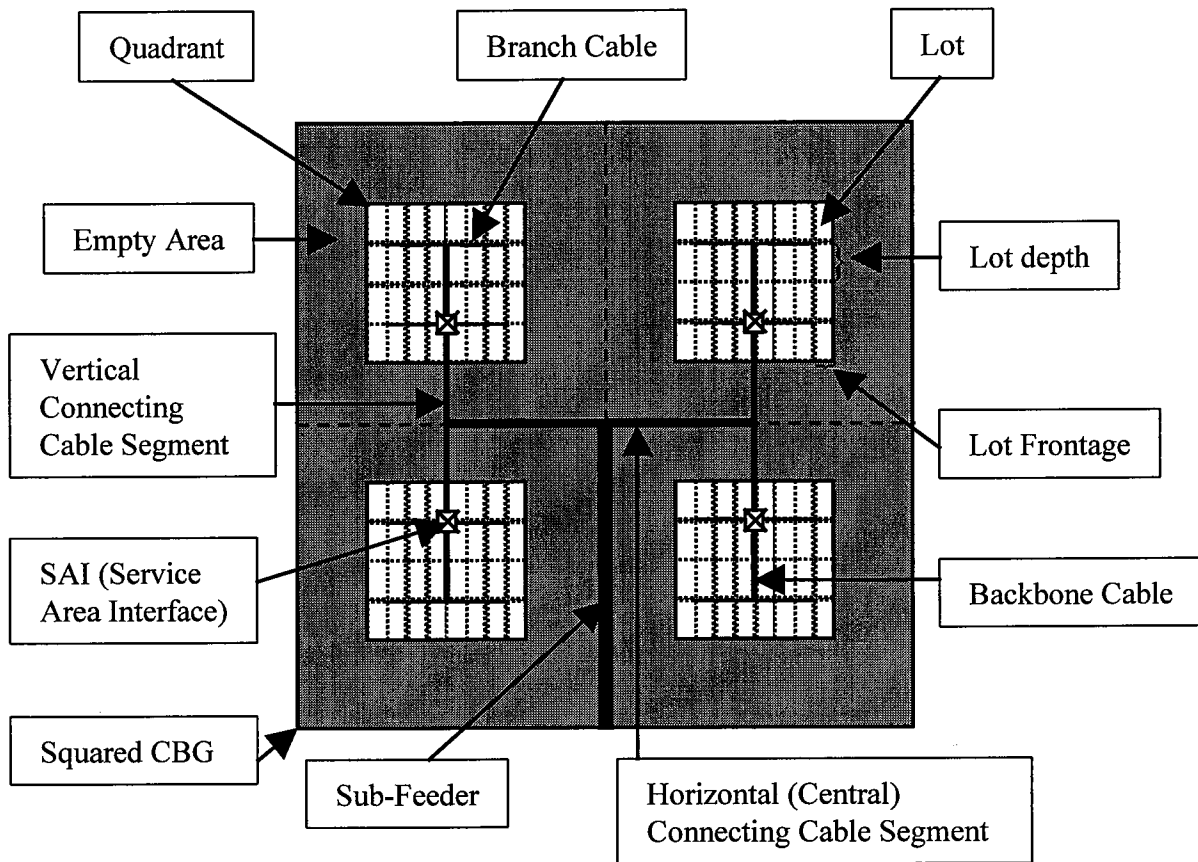 Quadrant
Branch Cable
Lot
Empty Area
Lot depth
Vertical
Connecting
Cable Segment
Lot Frontage
SAI (Service
Area Interface)
Backbone Cable
Squared CBG
Sub-Feeder
Horizontal (Central)
Connecting Cable Segment